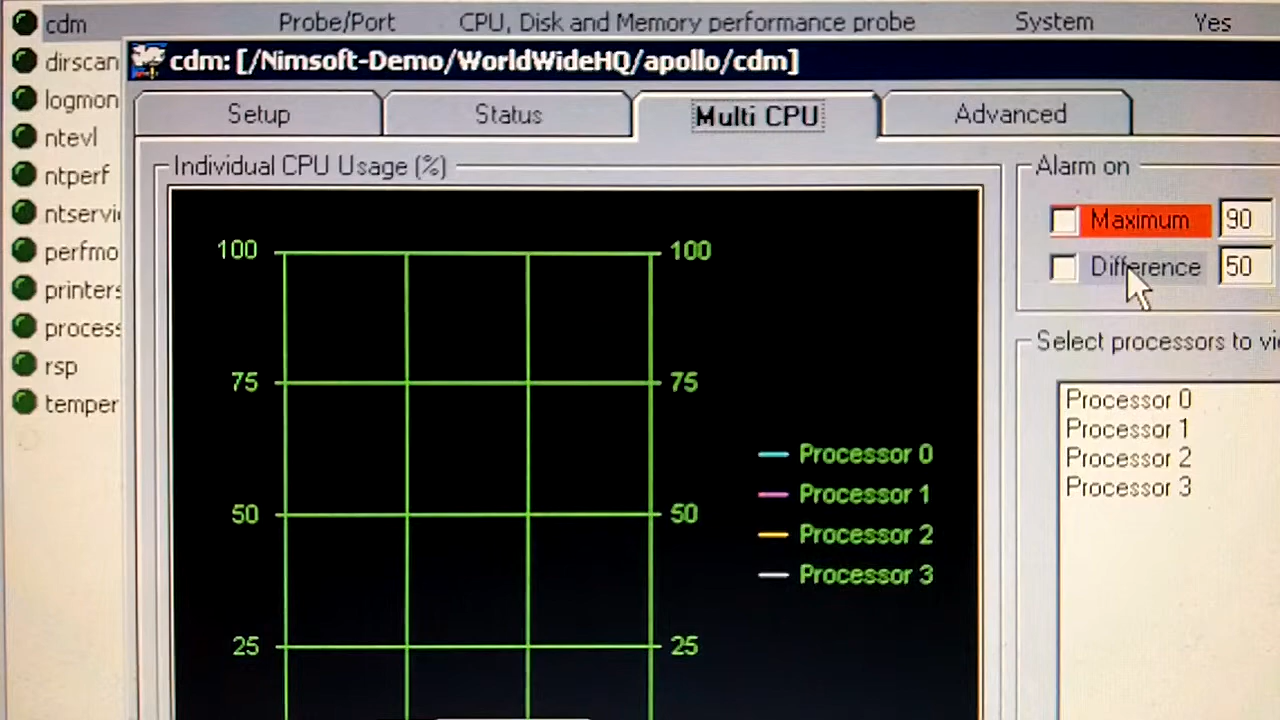 cdm Probe/Port CPU, Disk and Memory performance probe System Yes
dirscan
logmon
ntevl
ntperf
ntservi
perfmo
printers
process
rsp
temper
cdm: [/Nimsoft-Demo/WorldWideHQ/apollo/cdm]
Setup Status Multi CPU Advanced
Individual CPU Usage (%)
100 100
75 75
50 50
25 25
Processor 0
Processor 1
Processor 2
Processor 3
Alarm on
Maximum 90
Difference 50
Select processors to vi
Processor 0
Processor 1
Processor 2
Processor 3